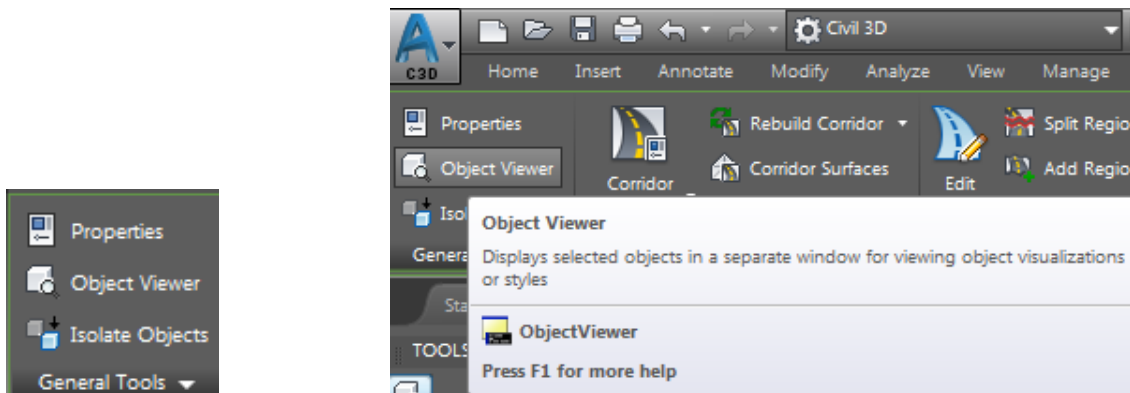 Properties
Object Viewer
Isolate Objects
General Tools
C3D
Civil 3D
Home Insert Annotate Modify Analyze View Manage
Properties
Object Viewer
Iso
Genera
Corridor
Rebuild Corridor
Corridor Surfaces
Edit
Split Regio
Add Regio
Object Viewer
Displays selected objects in a separate window for viewing object visualizations
or styles
ObjectViewer
Press F1 for more help
Sta
TOOLS